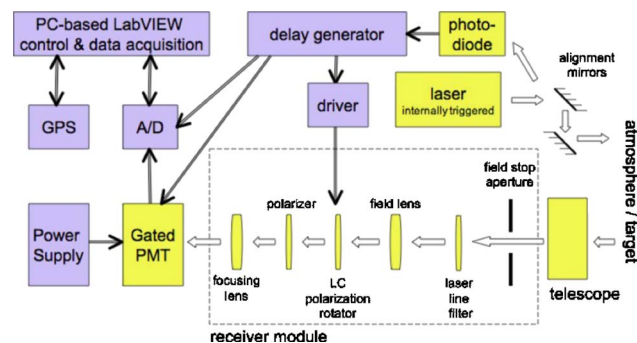 PC-based LabVIEW
control & data acquisition
delay generator
photo-
diode
alignment
mirrors
laser
internally triggered
GPS
A/D
driver
atmosphere / target
field stop
aperture
polarizer
field lens
Power
Supply
Gated
PMT
focusing
lens
LC
polarization
rotator
laser
line
filter
telescope
receiver module